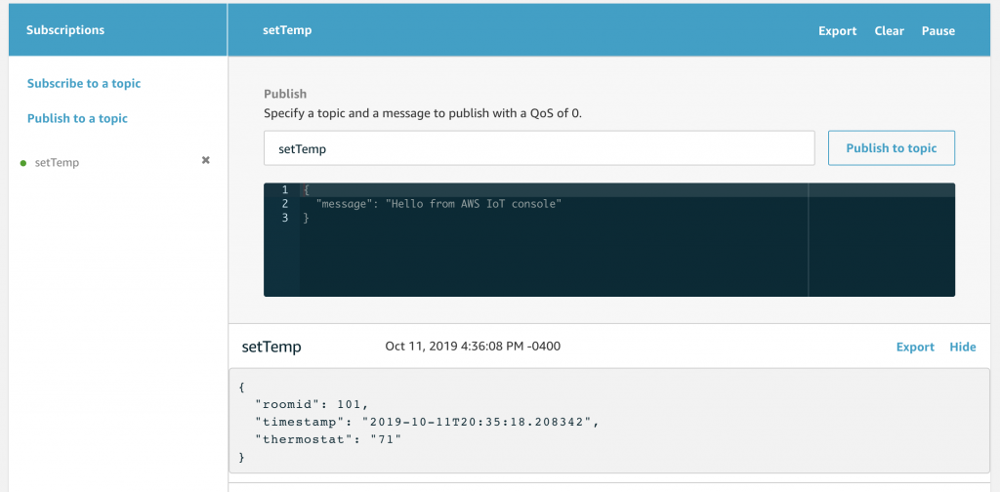 Subscriptions
setTemp
Export Clear Pause
Subscribe to a topic
Publish to a topic
setTemp ✖
Publish
Specify a topic and a message to publish with a QoS of 0.
setTemp
Publish to topic
1 {
2 "message": "Hello from AWS IoT console"
3 }
setTemp Oct 11, 2019 4:36:08 PM -0400 Export Hide
{
"roomid": 101,
"timestamp": "2019-10-11T20:35:18.208342",
"thermostat": "71"
}